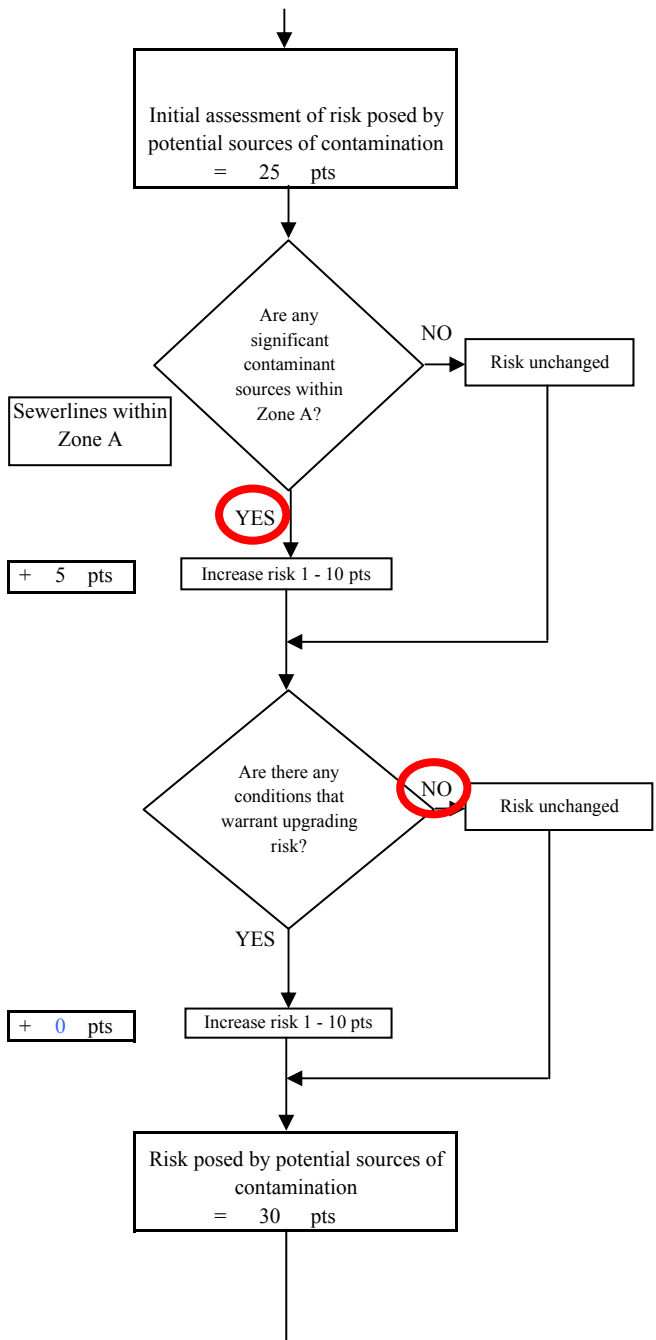 Initial assessment of risk posed by
potential sources of contamination
= 25 pts
Are any
significant
contaminant
sources within
Zone A?
NO
Risk unchanged
Sewerlines within
Zone A
YES
+ 5 pts
Increase risk 1 - 10 pts
Are there any
conditions that
warrant upgrading
risk?
NO
Risk unchanged
YES
+ 0 pts
Increase risk 1 - 10 pts
Risk posed by potential sources of
contamination
= 30 pts